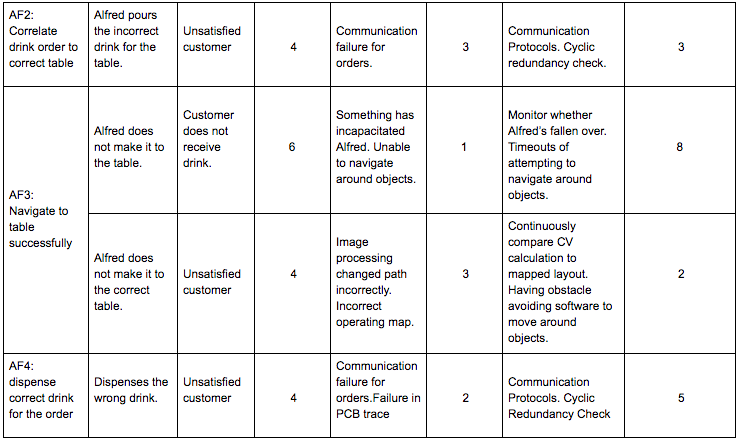 AF2:
Correlate
drink order to
correct table
Alfred pours
the incorrect
drink for the
table.
Unsatisfied
customer
4
Communication
failure for
orders.
3
Communication
Protocols. Cyclic
redundancy check.
3
AF3:
Navigate to
table
successfully
Alfred does
not make it to
the table.
Customer
does not
receive
drink.
6
Something has
incapacitated
Alfred. Unable
to navigate
around objects.
1
Monitor whether
Alfred's fallen over.
Timeouts of
attempting to
navigate around
objects.
8
Alfred does
not make it to
the correct
table.
Unsatisfied
customer
4
Image
processing
changed path
incorrectly.
Incorrect
operating map.
3
Continuously
compare CV
calculation to
mapped layout.
Having obstacle
avoiding software to
move around
objects.
2
AF4:
dispense
correct drink
for the order
Dispenses the
wrong drink.
Unsatisfied
customer
4
Communication
failure for
orders.Failure in
PCB trace
2
Communication
Protocols. Cyclic
Redundancy Check
5